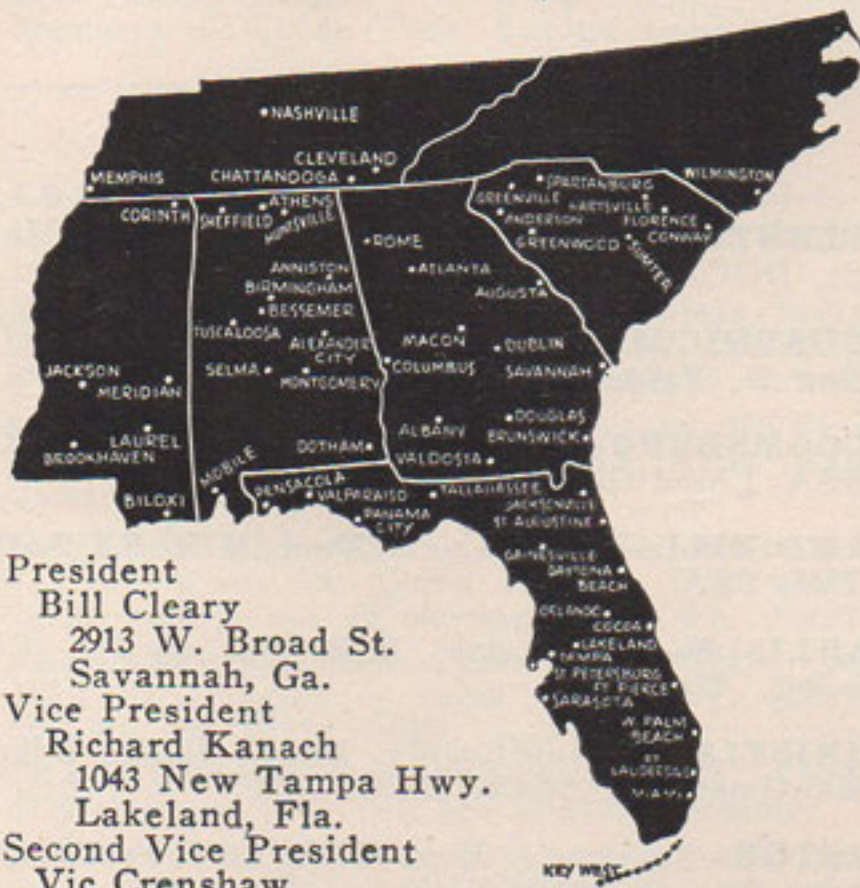 NASHVILLE
CLEVELAND
CHATTANOOGA
MEMPHIS
CORINTH
SHEFFIELD
ATHENS
HUNTSVILLE
SPARTANBURG
GREENVILLE
HARTSVILLE
ANDERSON
FLORENCE
CONWAY
GREENWOOD
SUMTER
WILMINGTON
ROME
ATLANTA
AUGUSTA
ANNISTON
BIRMINGHAM
BESSEMER
TUSCALOOSA
ALEXANDER
CITY
SELMA
MONTGOMERY
MACON
DUBLIN
COLUMBUS
SAVANNAH
JACKSON
MERIDIAN
LAUREL
BROOKHAVEN
DOTHAM
ALBANY
DOUGLAS
BRUNSWICK
VALDOSTA
BILOXI
MOBILE
PENSACOLA
VALPARAISO
PANAMA
CITY
TALLAHASSEE
JACKSONVILLE
ST AUGUSTINE
GAINESVILLE
DAYTONA
BEACH
ORLANDO
COCOA
LAKELAND
TAMPA
ST PETERSBURG
FT PIERCE
SARASOTA
W. PALM
BEACH
FT
LAUDERDALE
MIAMI
KEY WEST
President
Bill Cleary
2913 W. Broad St.
Savannah, Ga.
Vice President
Richard Kanach
1043 New Tampa Hwy.
Lakeland, Fla.
Second Vice President
Vic Crenshaw